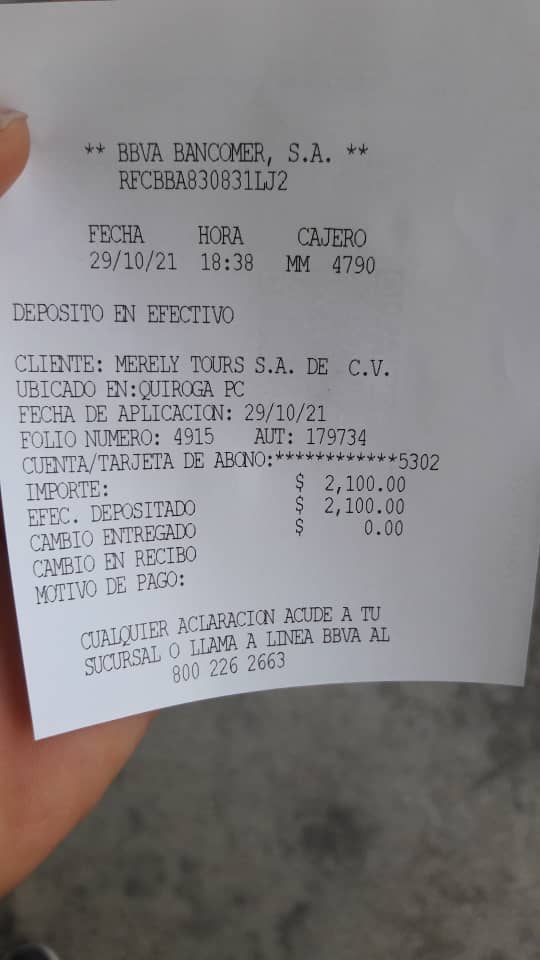 ** BBVA BANCOMER, S.A. **
RFCBBA830831LJ2
FECHA HORA CAJERO
29/10/21 18:38 MM 4790
DEPOSITO EN EFECTIVO
CLIENTE: MERELY TOURS S.A. DE C.V.
UBICADO EN:QUIROGA PC
FECHA DE APLICACION: 29/10/21
FOLIO NUMERO: 4915 AUT: 179734
CUENTA/TARJETA DE ABONO:************5302
IMPORTE: $ 2,100.00
EFEC. DEPOSITADO $ 2,100.00
CAMBIO ENTREGADO $ 0.00
CAMBIO EN RECIBO
MOTIVO DE PAGO:
CUALQUIER ACLARACION ACUDE A TU
SUCURSAL O LLAMA A LINEA BBVA AL
800 226 2663